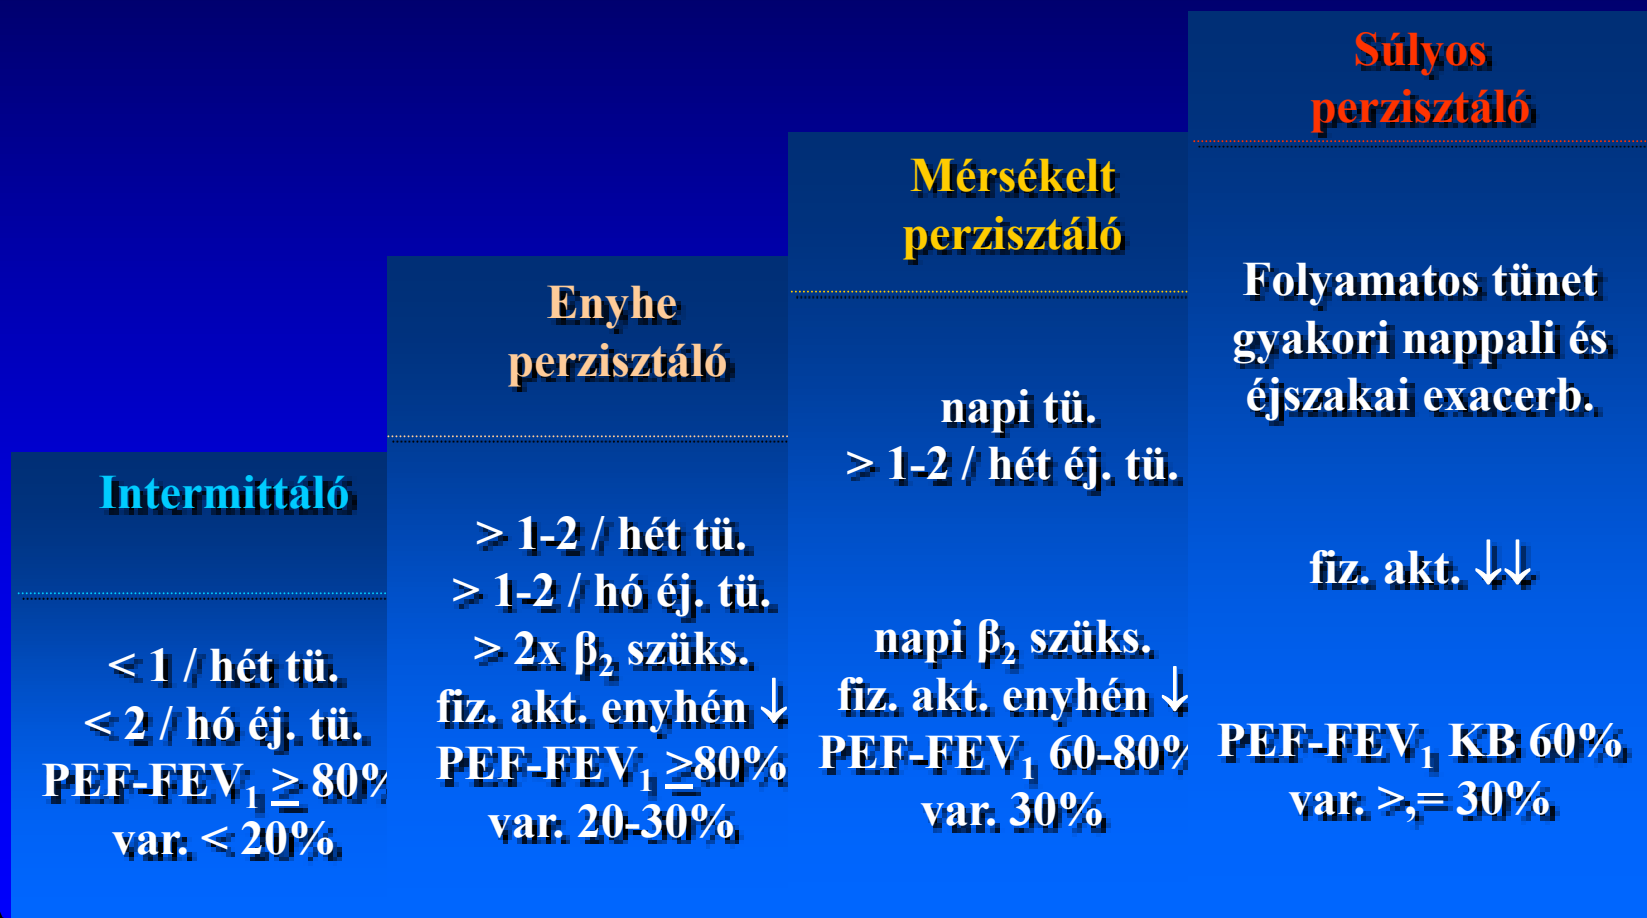 Intermittáló
< 1 / hét tü.
< 2 / hó éj. tü.
PEF-FEV₁ ≥ 80%
var. < 20%
Enyhe
perzisztáló
> 1-2 / hét tü.
> 1-2 / hó éj. tü.
> 2x β₂ szüks.
fiz. akt. enyhén ↓
PEF-FEV₁ ≥80%
var. 20-30%
Mérsékelt
perzisztáló
napi tü.
> 1-2 / hét éj. tü.
napi β₂ szüks.
fiz. akt. enyhén ↓
PEF-FEV₁ 60-80%
var. 30%
Súlyos
perzisztáló
Folyamatos tünet
gyakori nappali és
éjszakai exacerb.
fiz. akt. ↓↓
PEF-FEV₁ KB 60%
var. >,= 30%